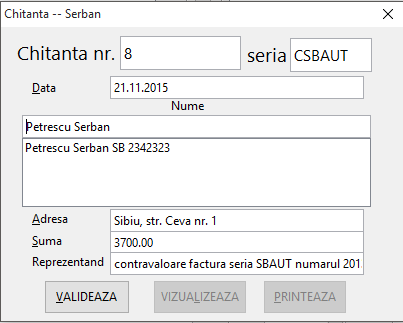 Chitanta -- Serban
Chitanta nr. 8 seria CSBAUT
Data 21.11.2015
Nume
Petrescu Serban
Petrescu Serban SB 2342323
Adresa Sibiu, str. Ceva nr. 1
Suma 3700.00
Reprezentand contravaloare factura seria SBAUT numarul 201
VALIDEAZA VIZUALIZEAZA PRINTEAZA